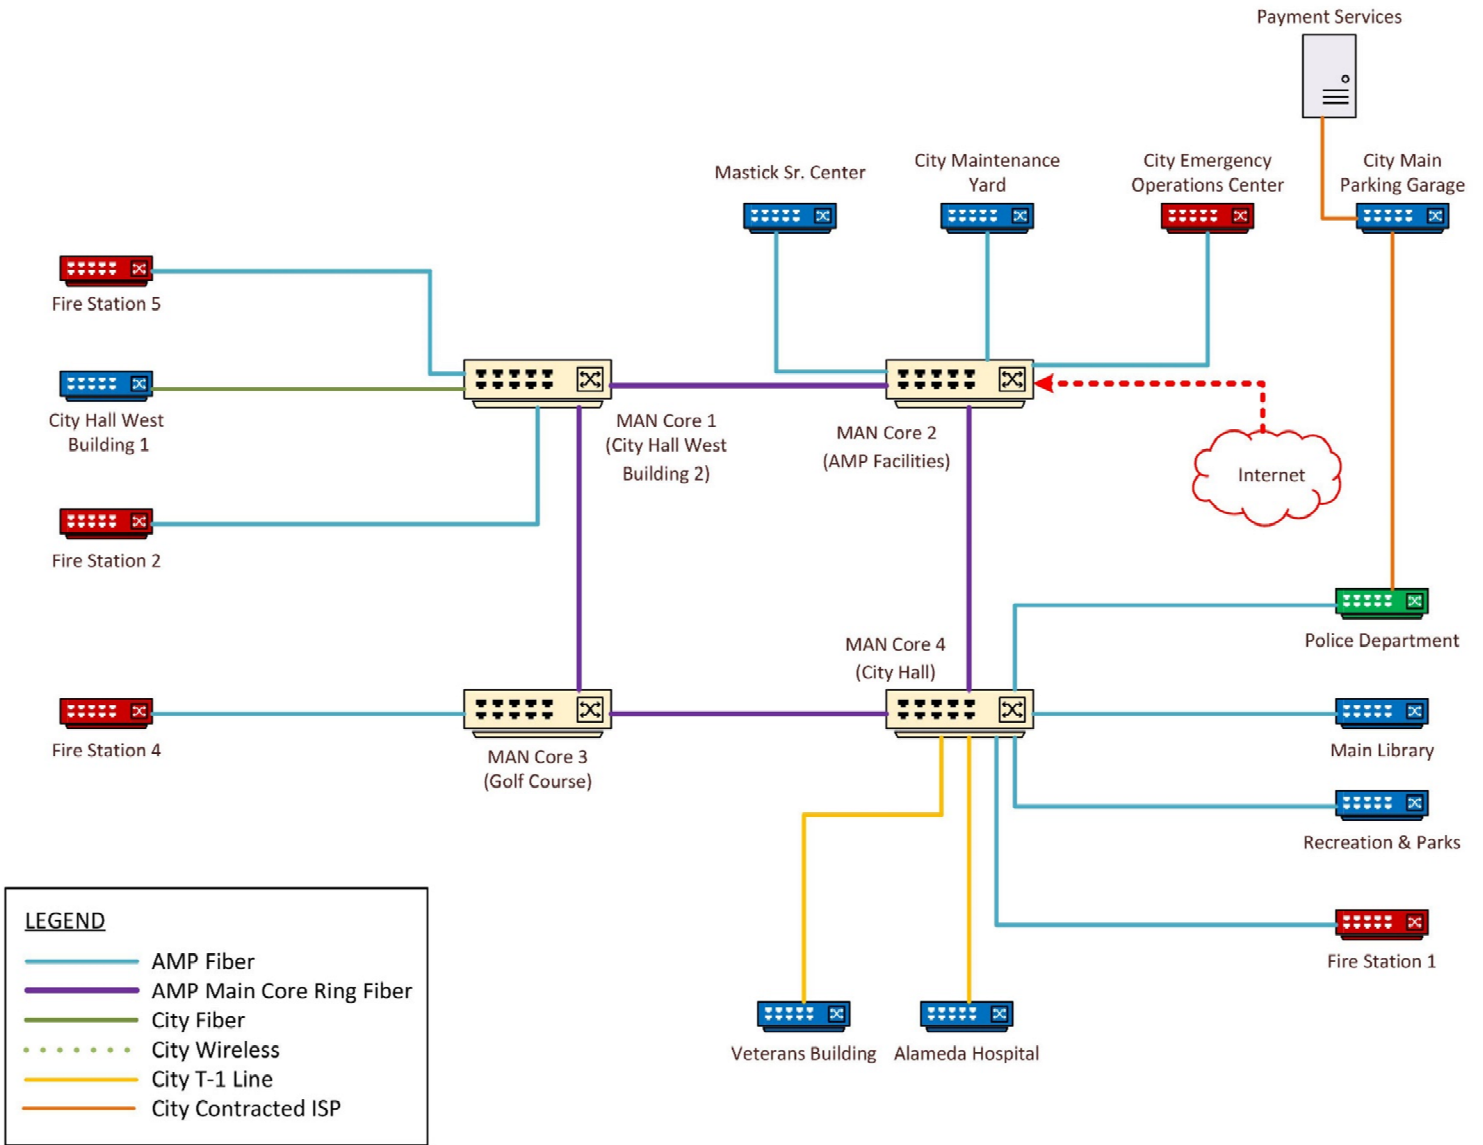 Payment Services
Mastick Sr. Center
City Maintenance
Yard
City Emergency
Operations Center
City Main
Parking Garage
Fire Station 5
City Hall West
Building 1
MAN Core 1
(City Hall West
Building 2)
MAN Core 2
(AMP Facilities)
Internet
Fire Station 2
Police Department
MAN Core 4
(City Hall)
Fire Station 4
MAN Core 3
(Golf Course)
Main Library
Recreation & Parks
Fire Station 1
Veterans Building
Alameda Hospital
LEGEND
AMP Fiber
AMP Main Core Ring Fiber
City Fiber
City Wireless
City T-1 Line
City Contracted ISP